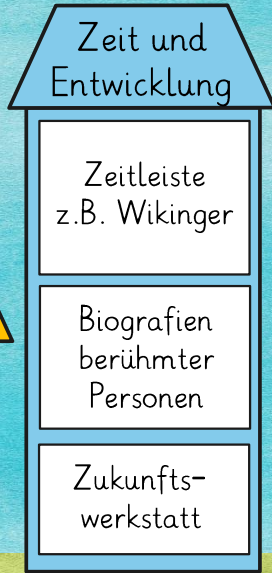 Zeit und
Entwicklung
Zeitleiste
z.B. Wikinger
Biografien
berühmter
Personen
Zukunfts-
werkstatt